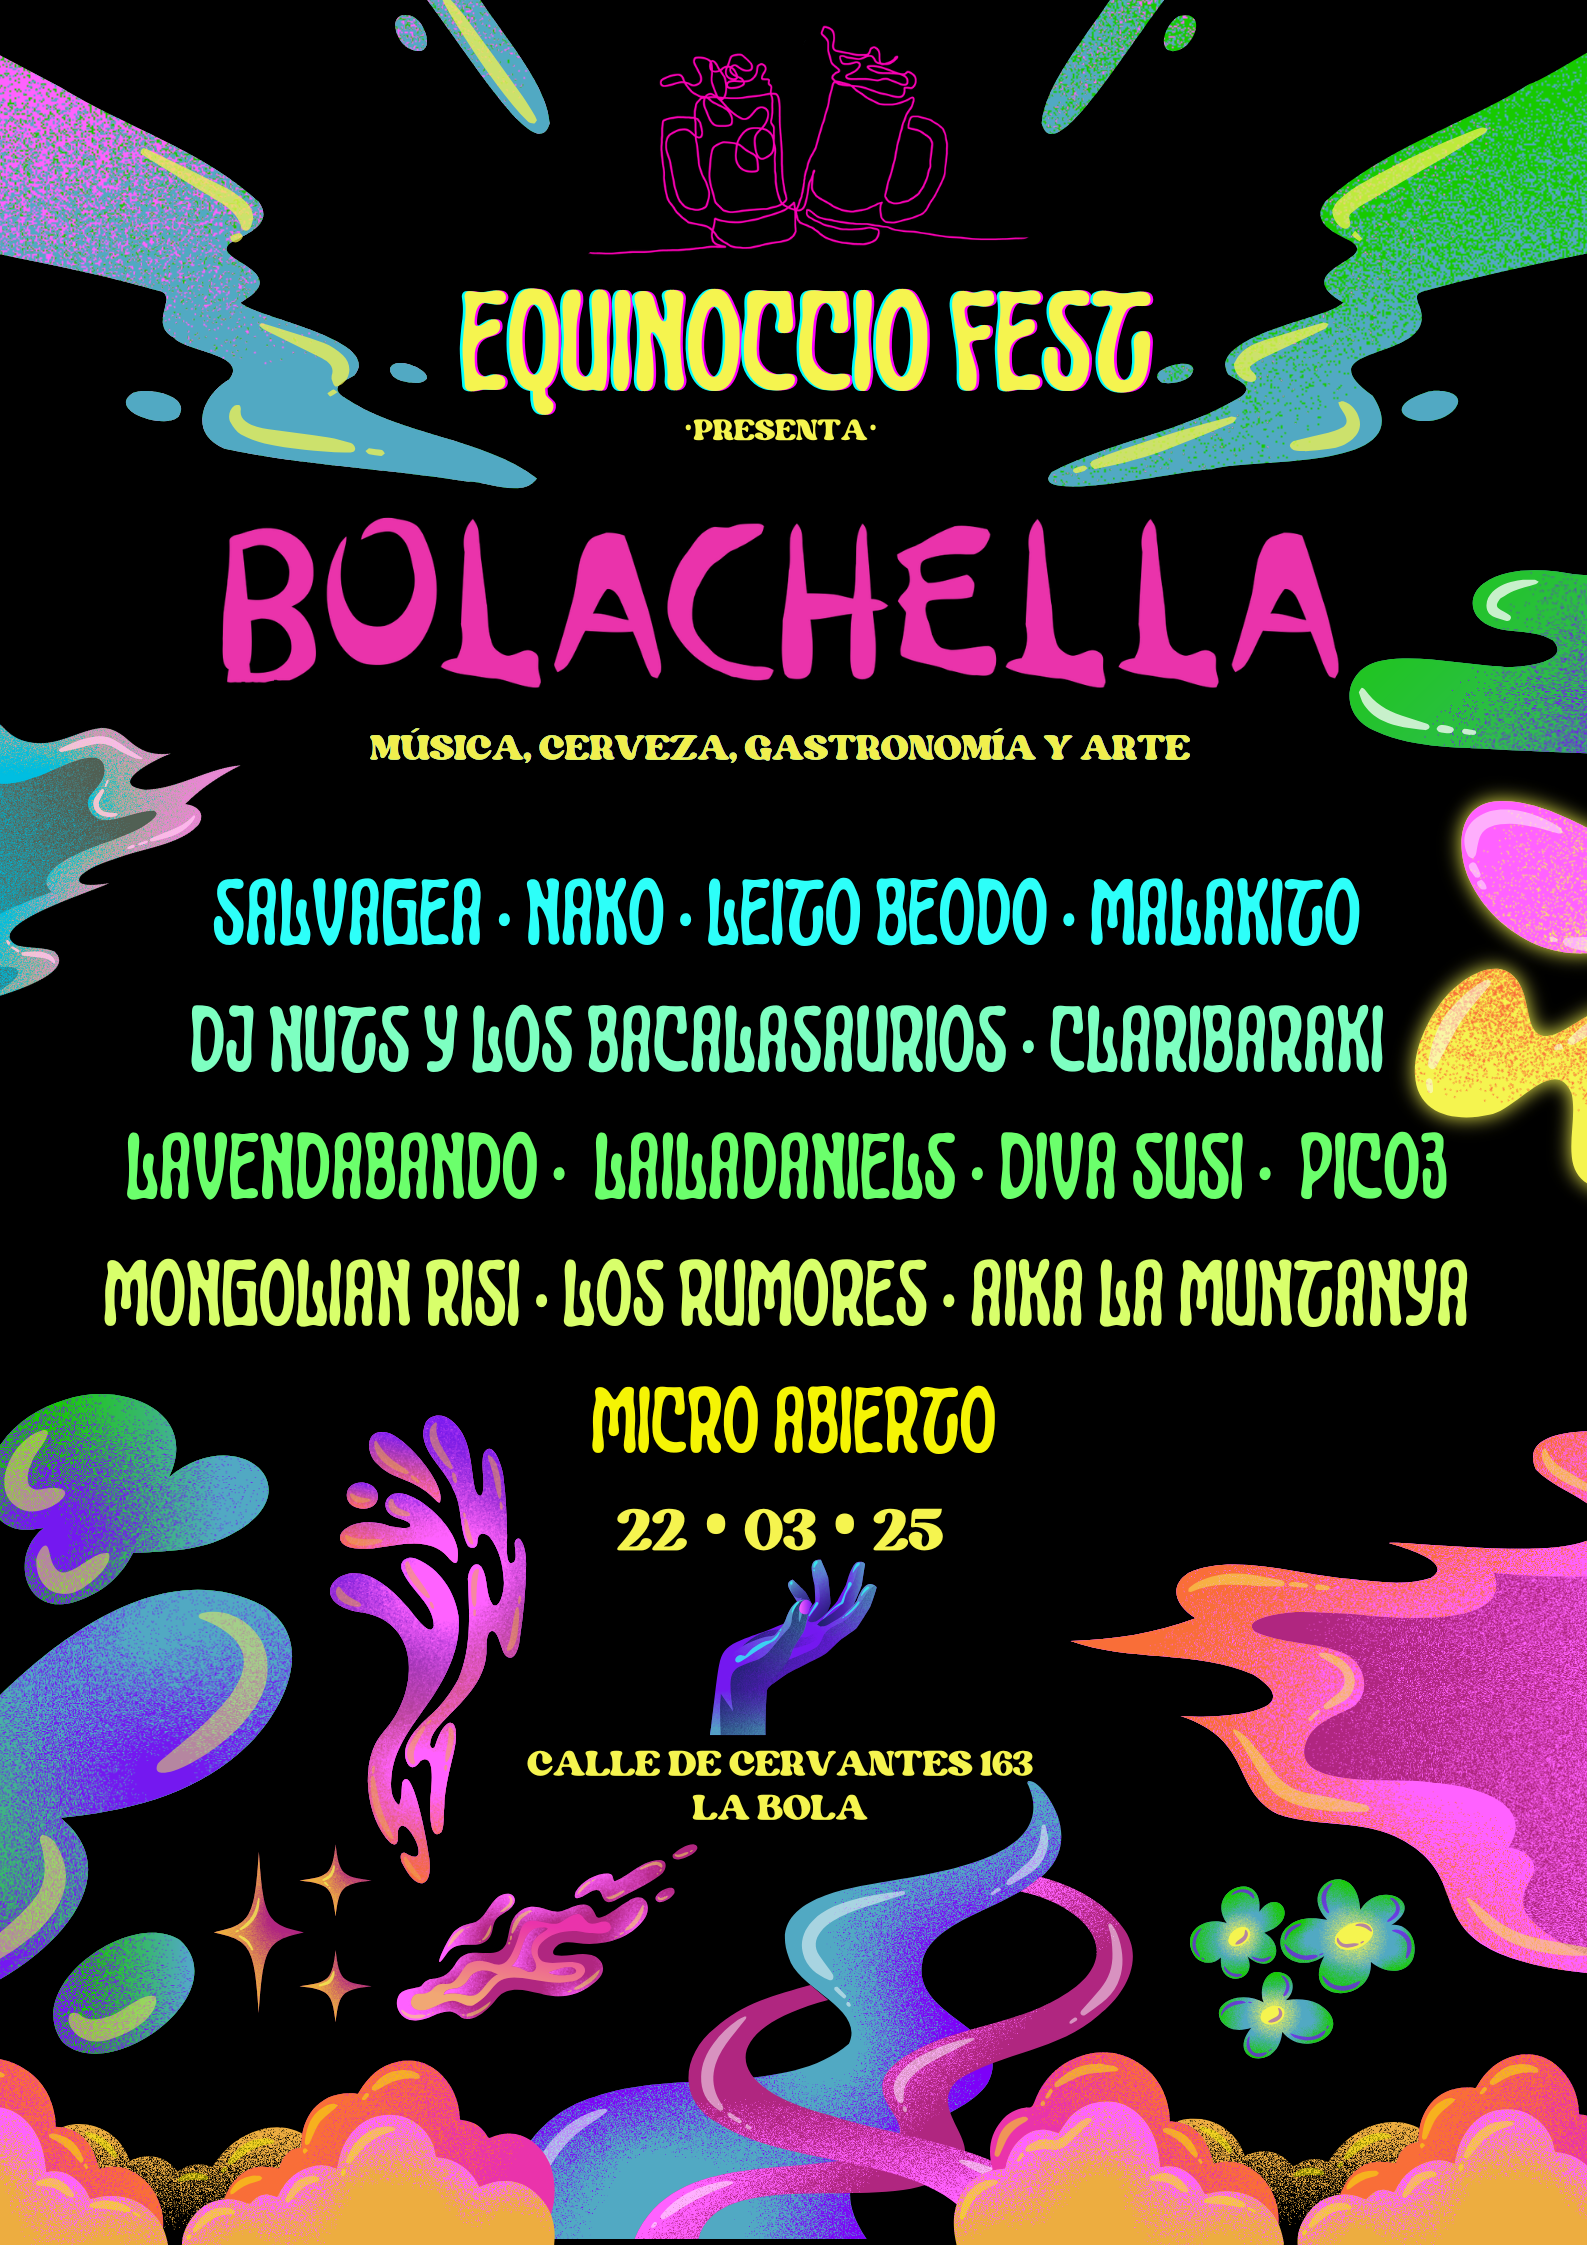 EQUINOCCIO FEST
·PRESENTA·
BOLACHELLA
MÚSICA, CERVEZA, GASTRONOMÍA Y ARTE
SALVAGEA · NAKO · LEITO BEODO · MALAKITO
DJ NUTS Y LOS BACALASAURIOS · CLARIBARAKI
LAVENDABANDO · LAILADANIELS · DIVA SUSI · PICO3
MONGOLIAN RISI · LOS RUMORES · AIKA LA MUNTANYA
MICRO ABIERTO
22 • 03 • 25
CALLE DE CERVANTES 163
LA BOLA